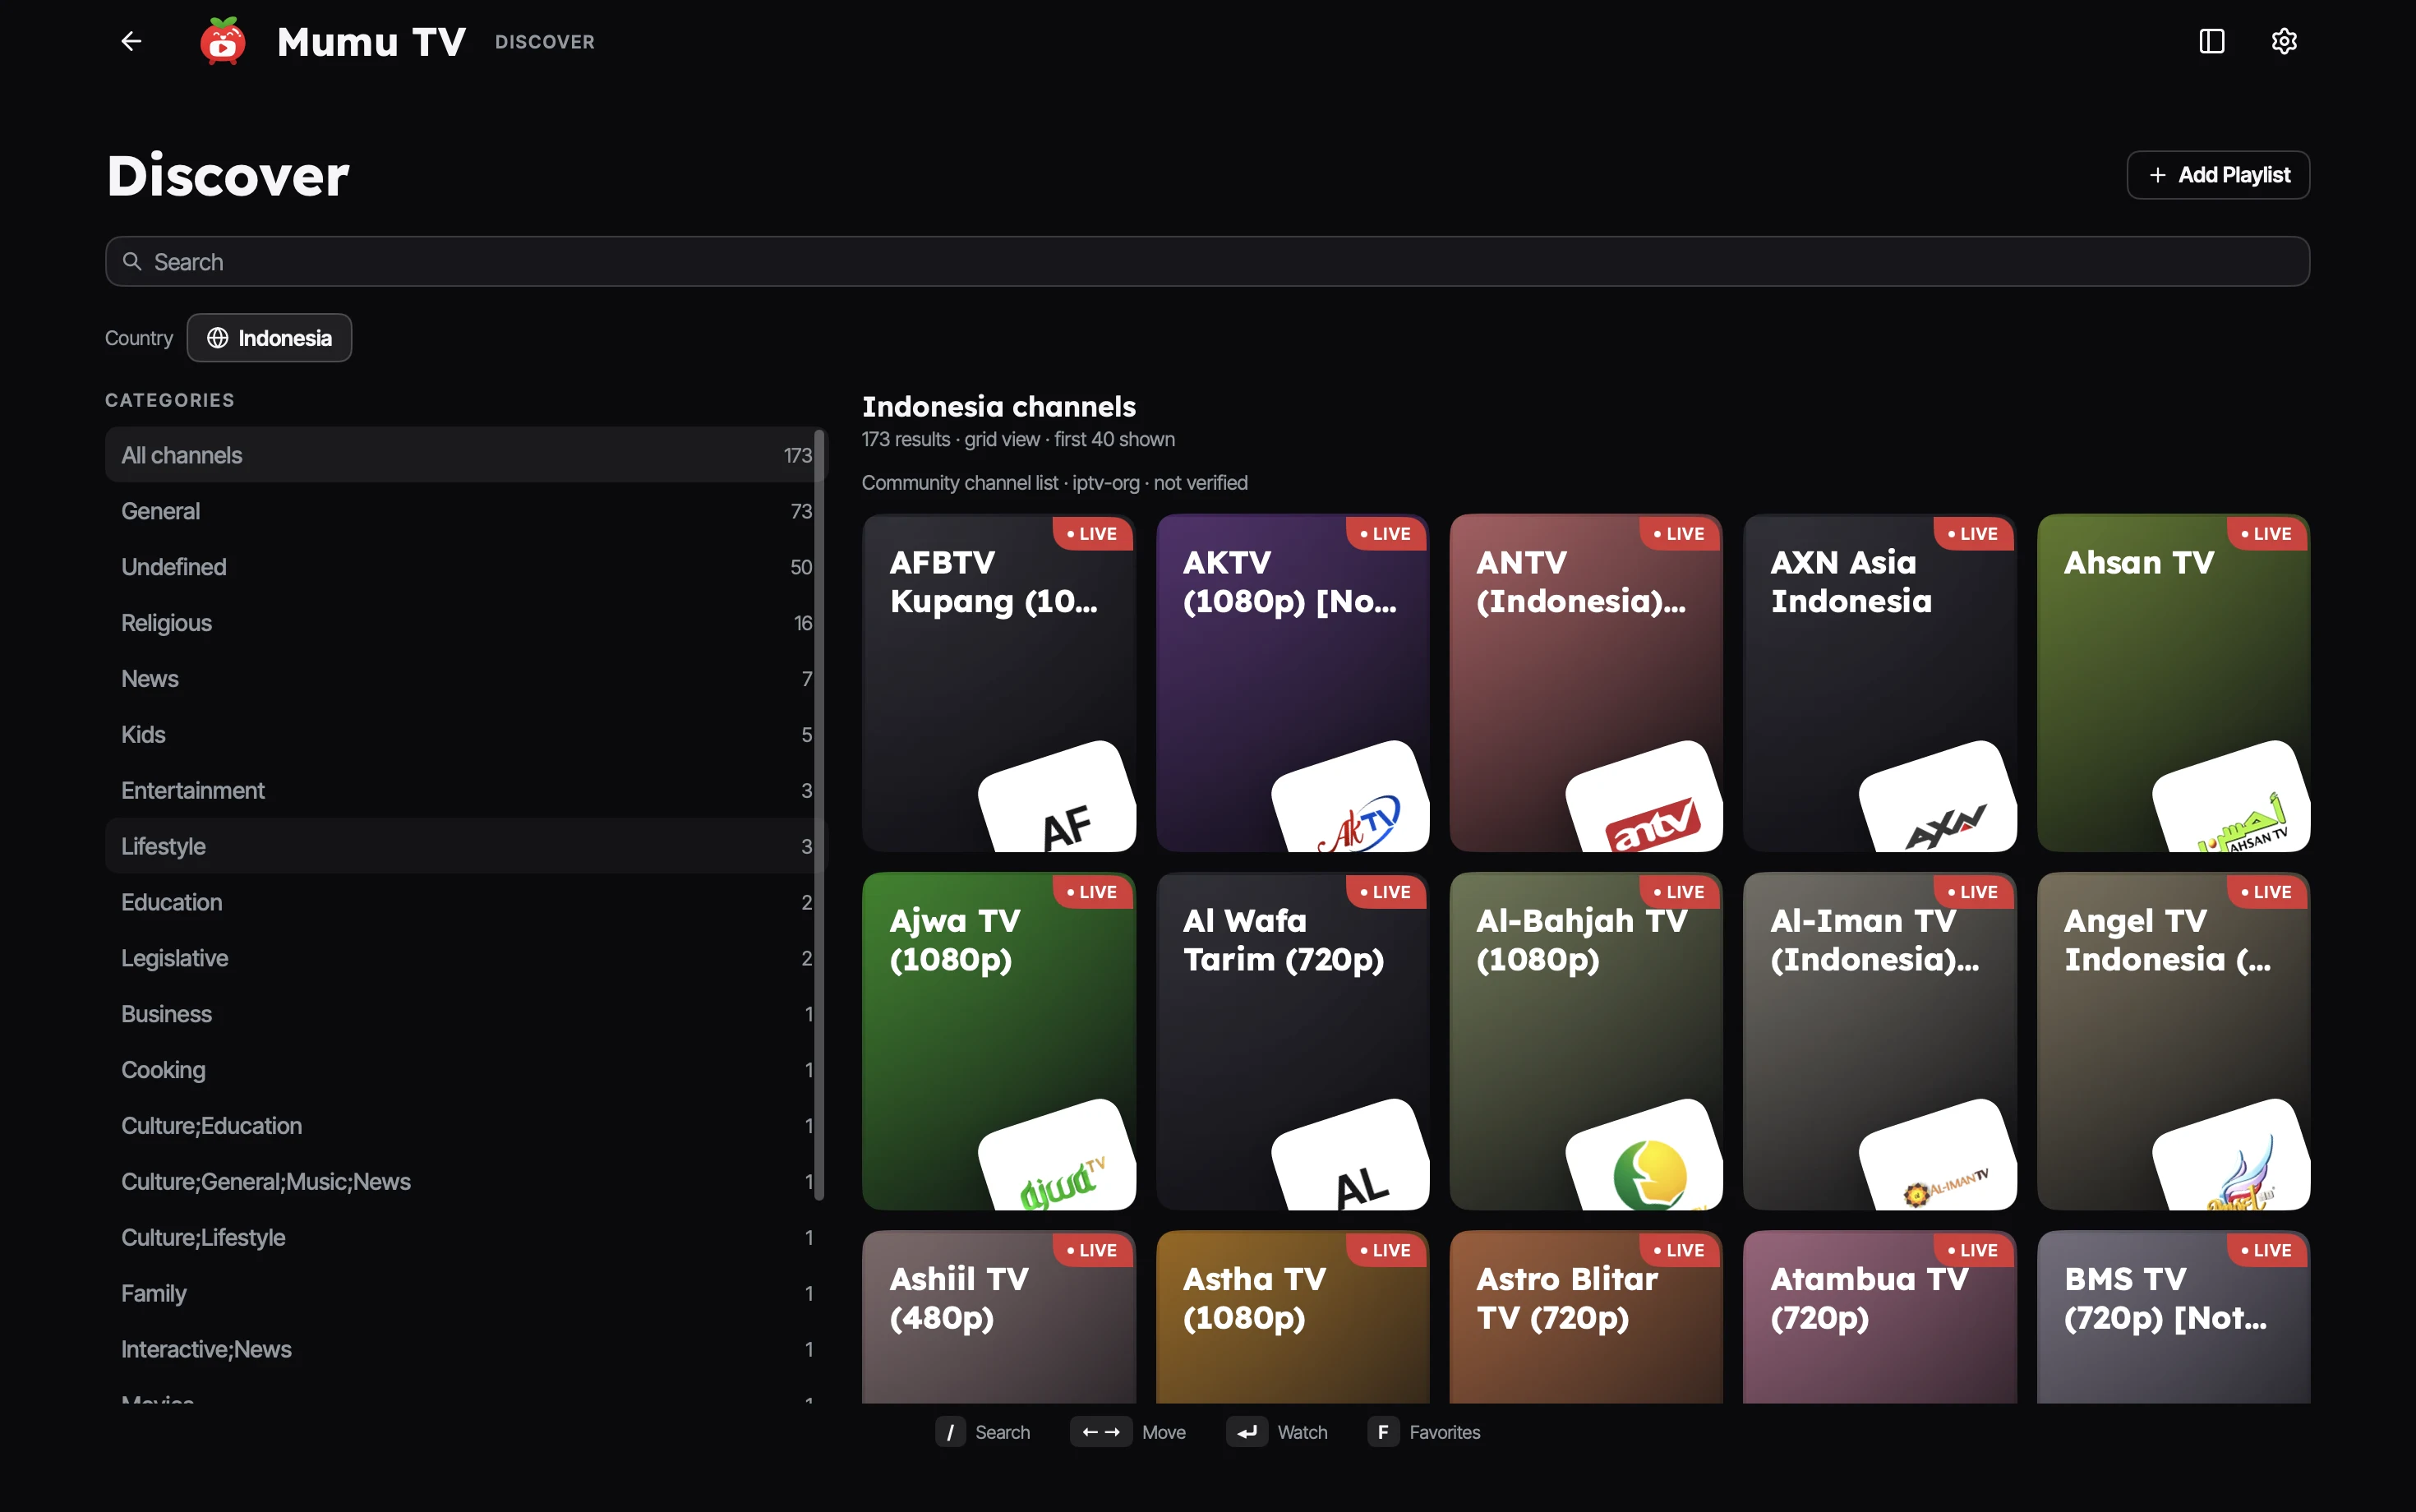 Mumu TV DISCOVER
Discover
+ Add Playlist
Search
Country Indonesia
CATEGORIES
All channels 173
General 73
Undefined 50
Religious 16
News 7
Kids 5
Entertainment 3
Lifestyle 3
Education 2
Legislative 2
Business 1
Cooking 1
Culture;Education 1
Culture;General;Music;News 1
Culture;Lifestyle 1
Family 1
Interactive;News 1
Indonesia channels
173 results · grid view · first 40 shown
Community channel list · iptv-org · not verified
• LIVE
AFBTV
Kupang (10...
AF
• LIVE
AKTV
(1080p) [No...
AkTV
• LIVE
ANTV
(Indonesia)...
antv
• LIVE
AXN Asia
Indonesia
AXN
• LIVE
Ahsan TV
أحسن
AHSAN TV
• LIVE
Ajwa TV
(1080p)
ajwa TV
• LIVE
Al Wafa
Tarim (720p)
AL
• LIVE
Al-Bahjah TV
(1080p)
• LIVE
Al-Iman TV
(Indonesia)...
AL-IMANTV
• LIVE
Angel TV
Indonesia (...
• LIVE
Ashiil TV
(480p)
• LIVE
Astha TV
(1080p)
• LIVE
Astro Blitar
TV (720p)
• LIVE
Atambua TV
(720p)
• LIVE
BMS TV
(720p) [Not...
/ Search ← → Move ↵ Watch F Favorites